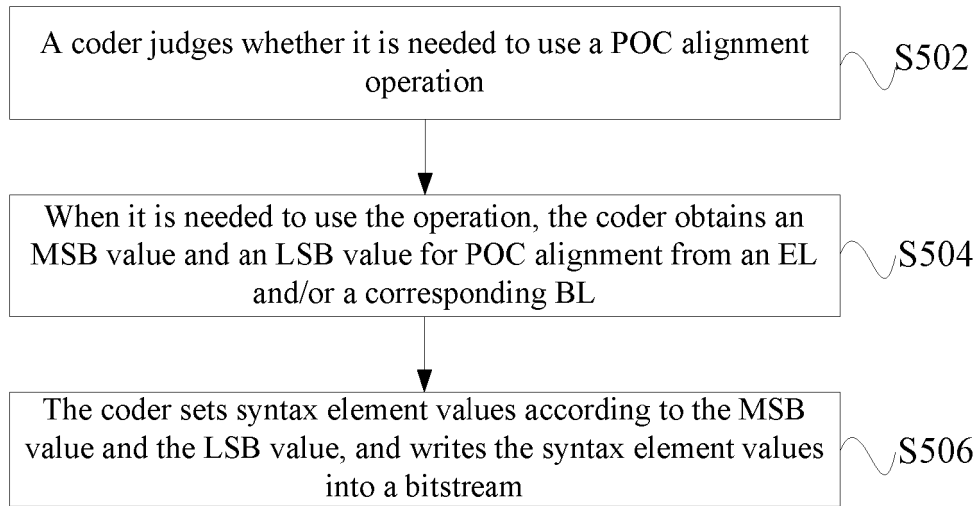 A coder judges whether it is needed to use a POC alignment
operation
S502
When it is needed to use the operation, the coder obtains an
MSB value and an LSB value for POC alignment from an EL
and/or a corresponding BL
S504
The coder sets syntax element values according to the MSB
value and the LSB value, and writes the syntax element values
into a bitstream
S506